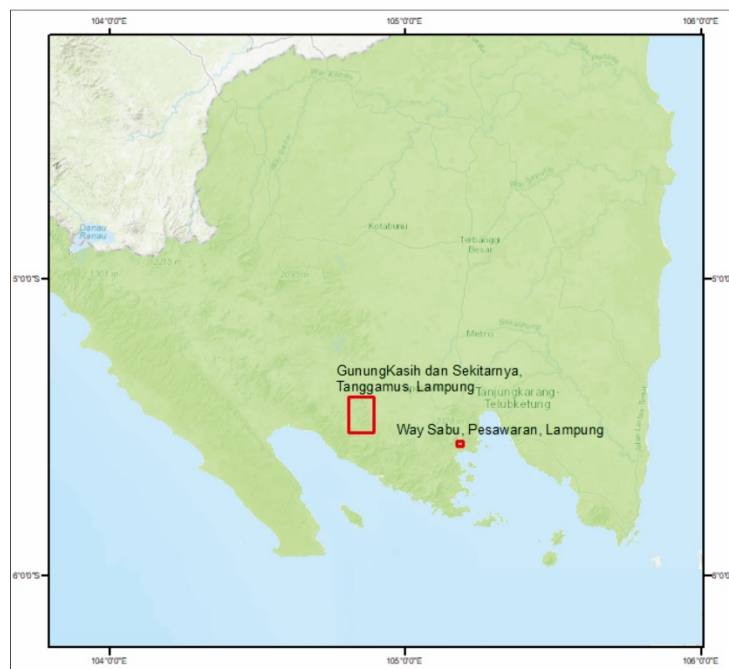 104°0'0"E 105°0'0"E 106°0'0"E
Danau
Ranau
Kotabumi
Terbanggi
Besar
5°0'0"S 5°0'0"S
Metro
GunungKasih dan Sekitarnya,
Tanggamus, Lampung
Tanjungkarang-
Telukbetung
Way Sabu, Pesawaran, Lampung
6°0'0"S 6°0'0"S
104°0'0"E 105°0'0"E 106°0'0"E